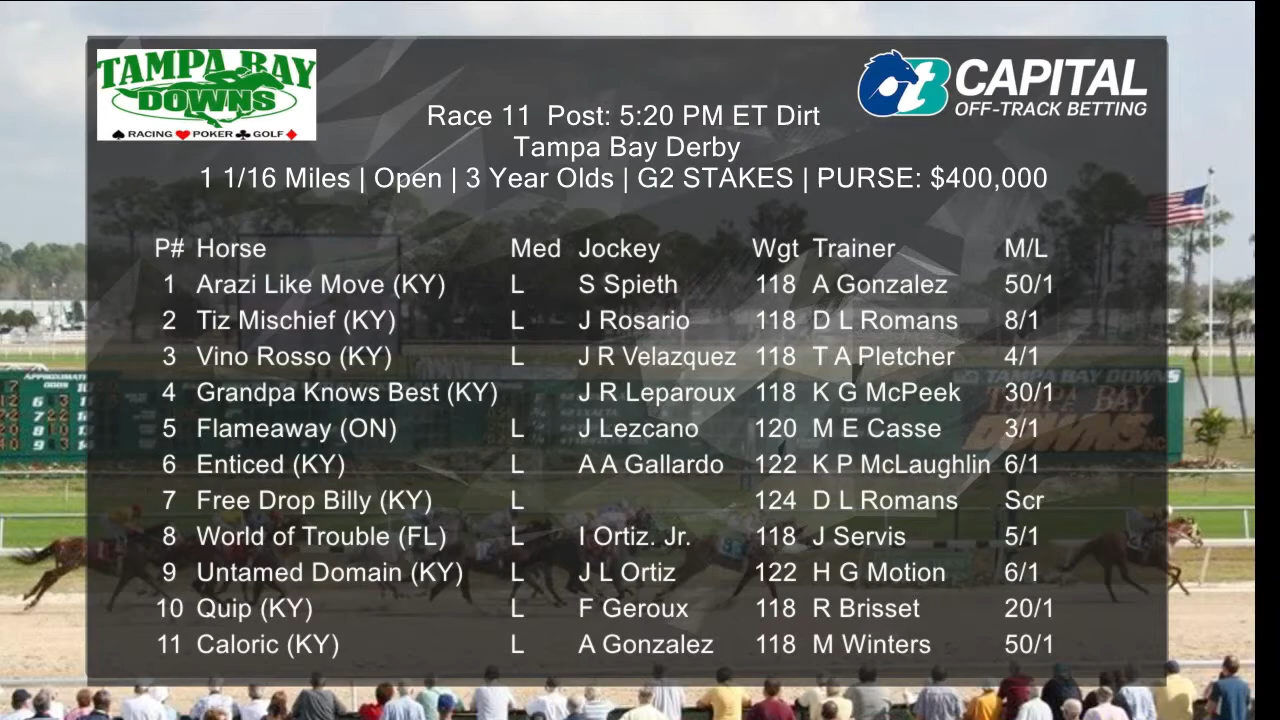 TAMPA BAY
DOWNS
RACING POKER GOLF
OTB CAPITAL
OFF-TRACK BETTING
Race 11 Post: 5:20 PM ET Dirt
Tampa Bay Derby
1 1/16 Miles | Open | 3 Year Olds | G2 STAKES | PURSE: $400,000
P# Horse Med Jockey Wgt Trainer M/L
1 Arazi Like Move (KY) L S Spieth 118 A Gonzalez 50/1
2 Tiz Mischief (KY) L J Rosario 118 D L Romans 8/1
3 Vino Rosso (KY) L J R Velazquez 118 T A Pletcher 4/1
4 Grandpa Knows Best (KY) J R Leparoux 118 K G McPeek 30/1
5 Flameaway (ON) L J Lezcano 120 M E Casse 3/1
6 Enticed (KY) L A A Gallardo 122 K P McLaughlin 6/1
7 Free Drop Billy (KY) L 124 D L Romans Scr
8 World of Trouble (FL) L I Ortiz. Jr. 118 J Servis 5/1
9 Untamed Domain (KY) L J L Ortiz 122 H G Motion 6/1
10 Quip (KY) L F Geroux 118 R Brisset 20/1
11 Caloric (KY) L A Gonzalez 118 M Winters 50/1
TAMPA BAY DOWNS
TAMPA BAY
DOWNS